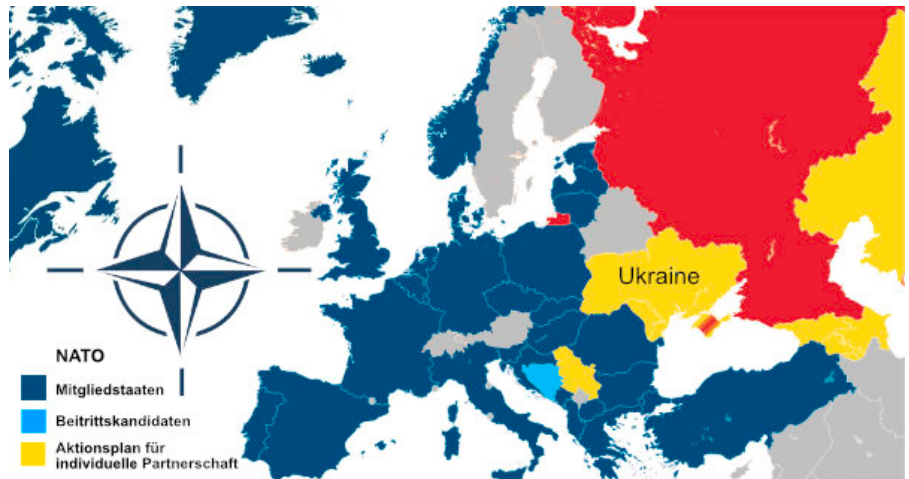 Ukraine
NATO
Mitgliedstaaten
Beitrittskandidaten
Aktionsplan für
individuelle Partnerschaft